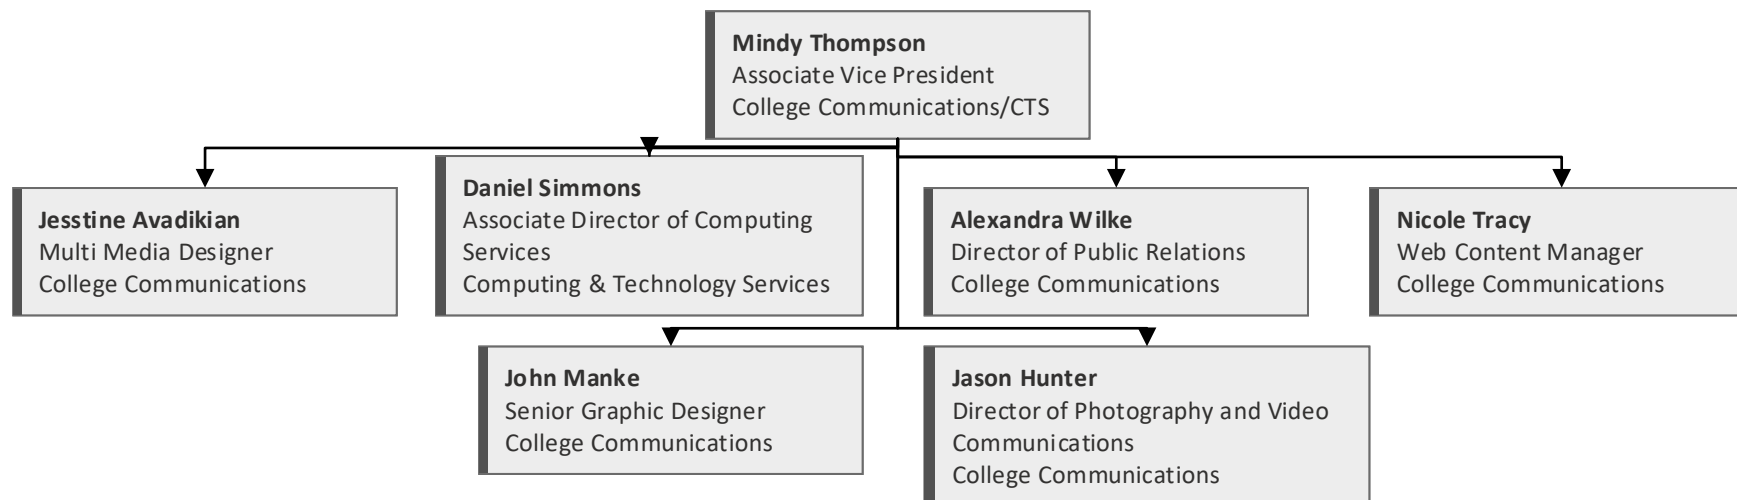 Mindy Thompson
Associate Vice President
College Communications/CTS
Jesstine Avadikian
Multi Media Designer
College Communications
Daniel Simmons
Associate Director of Computing
Services
Computing & Technology Services
Alexandra Wilke
Director of Public Relations
College Communications
Nicole Tracy
Web Content Manager
College Communications
John Manke
Senior Graphic Designer
College Communications
Jason Hunter
Director of Photography and Video
Communications
College Communications